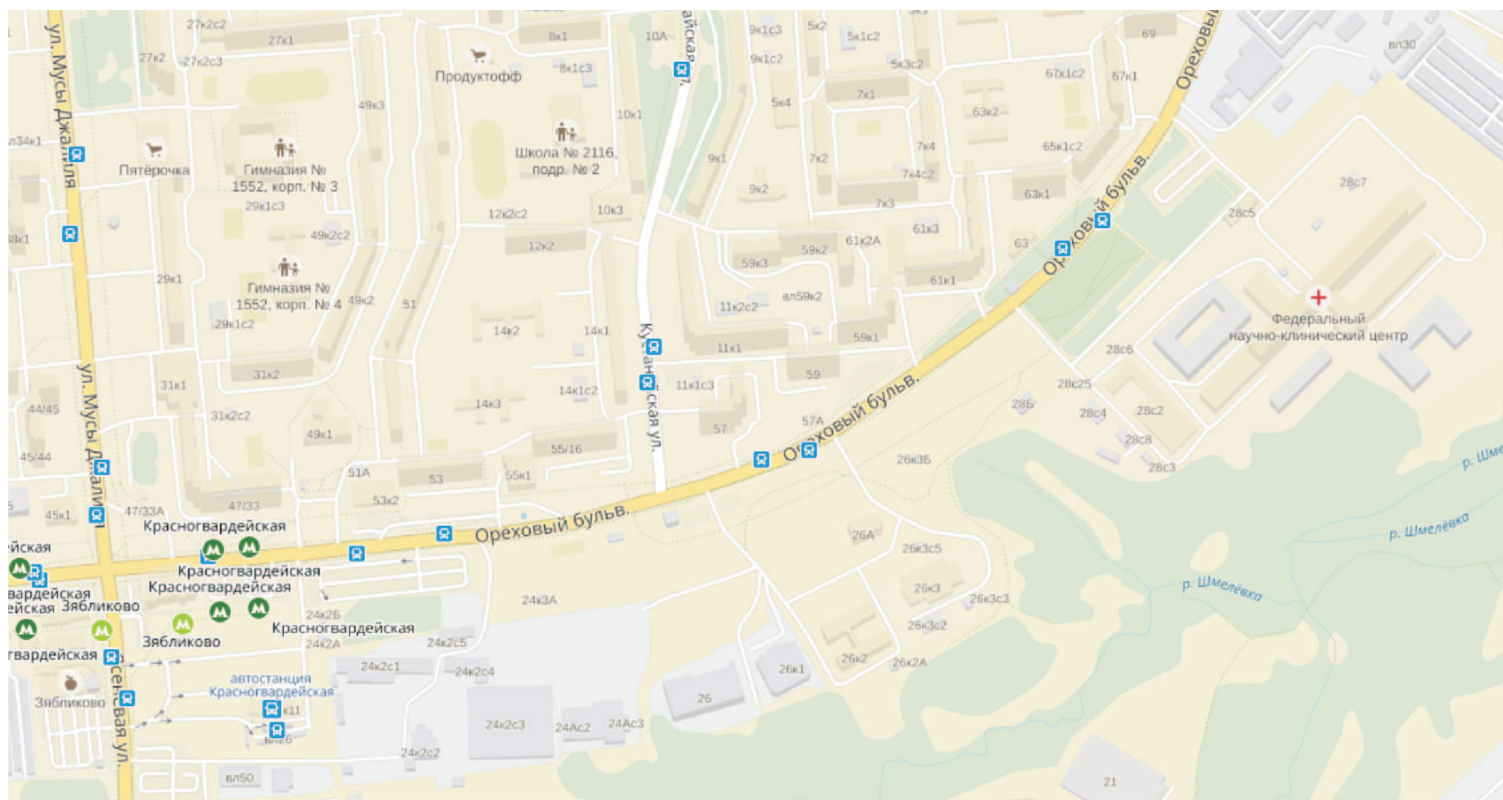 27к2с2
27к1
27к2
27к2с3
ул. Мусы Джалиля
8к1
Продуктофф
8к1с3
10А
9к1с3
5к2
5к1с2
9к1с2
5к3с2
69
Ореховый
вл30
67к1с2
67к1
49к3
10к1
5к4
7к1
63к2
Пятёрочка
Гимназия №
1552, корп. № 3
Школа № 2116,
подр. № 2
9к1
7к2
7к4
65к1с2
7к4с2
28с7
29к1с3
9к2
63к1
49к2с2
12к2с2
10к3
7к3
28с5
12к2
61к3
61к2А
59к2
59к3
63
Ореховый бульв.
29к1
Гимназия №
1552, корп. № 4
49к2
51
61к1
11к2с2
вл59к2
29к1с2
14к2
14к1
59к1
11к1
Федеральный
научно-клинический центр
28с6
31к1
31к2
59
11к1с3
14к1с2
28с25
44/45
31к2с2
14к3
28Б
28с4
28с2
ул. Мусы
49к1
57
57А
Ореховый бульв.
28с8
45/44
55/16
26к3Б
28с3
51А
53
55к1
р. Шмелёвка
45к1
47/33А
47/33
53к2
Красногвардейская
Ореховый бульв.
26А
26к3с5
Красногвардейская
Красногвардейская
Зябликово
24к3А
26к3
26к3с3
р. Шмелёвка
24к2Б
Красногвардейская
26к3с2
Зябликово
24к2А
24к2с5
24к2с1
24к2с4
26к2
26к2А
26к1
автостанция
Красногвардейская
Зябликово
26
24к2с3
24Ас2
24Ас3
24к2с2
вл50
21